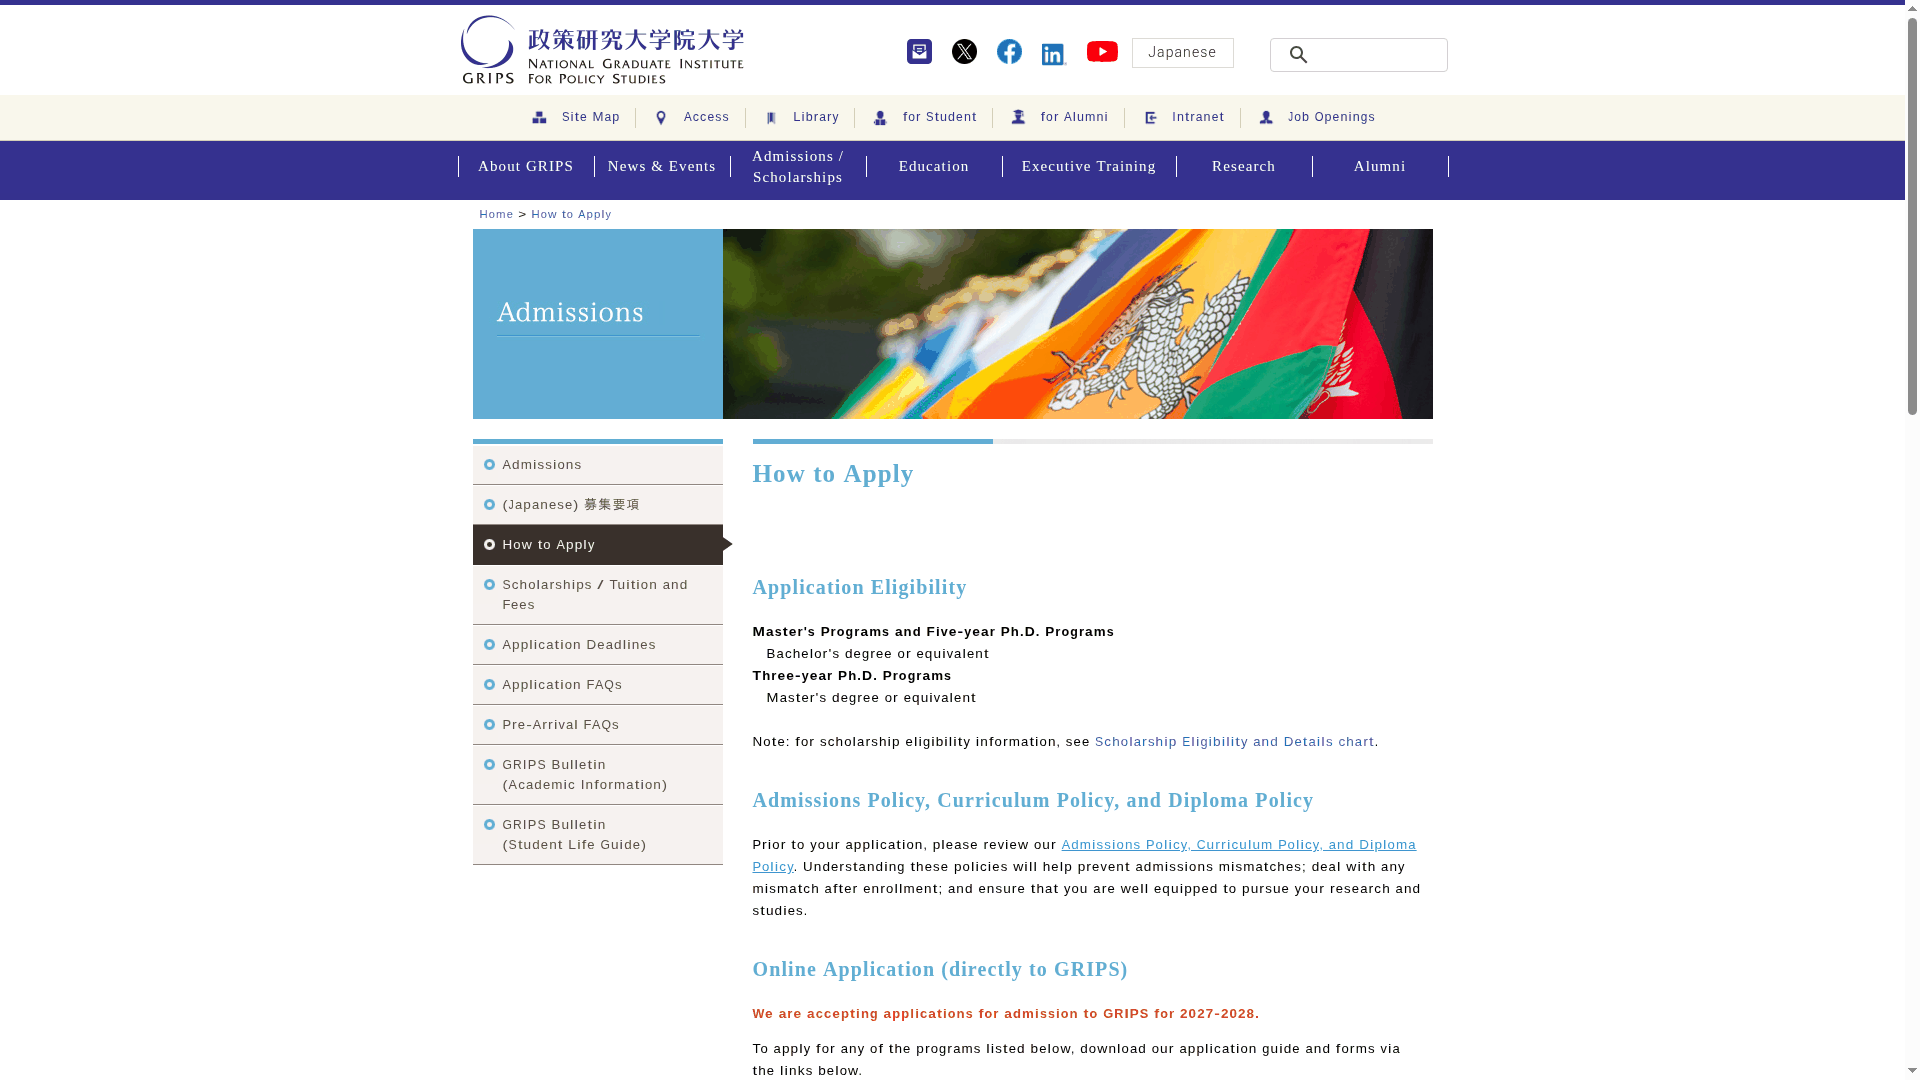 政策研究大学院大学
GRIPS
NATIONAL GRADUATE INSTITUTE
FOR POLICY STUDIES
Japanese
Site Map
Access
Library
for Student
for Alumni
Intranet
Job Openings
About GRIPS
News & Events
Admissions /
Scholarships
Education
Executive Training
Research
Alumni
Home > How to Apply
Admissions
Admissions
(Japanese) 募集要項
How to Apply
Scholarships / Tuition and
Fees
Application Deadlines
Application FAQs
Pre-Arrival FAQs
GRIPS Bulletin
(Academic Information)
GRIPS Bulletin
(Student Life Guide)
How to Apply
Application Eligibility
Master's Programs and Five-year Ph.D. Programs
Bachelor's degree or equivalent
Three-year Ph.D. Programs
Master's degree or equivalent
Note: for scholarship eligibility information, see Scholarship Eligibility and Details chart.
Admissions Policy, Curriculum Policy, and Diploma Policy
Prior to your application, please review our Admissions Policy, Curriculum Policy, and Diploma
Policy. Understanding these policies will help prevent admissions mismatches; deal with any
mismatch after enrollment; and ensure that you are well equipped to pursue your research and
studies.
Online Application (directly to GRIPS)
We are accepting applications for admission to GRIPS for 2027-2028.
To apply for any of the programs listed below, download our application guide and forms via
the links below.